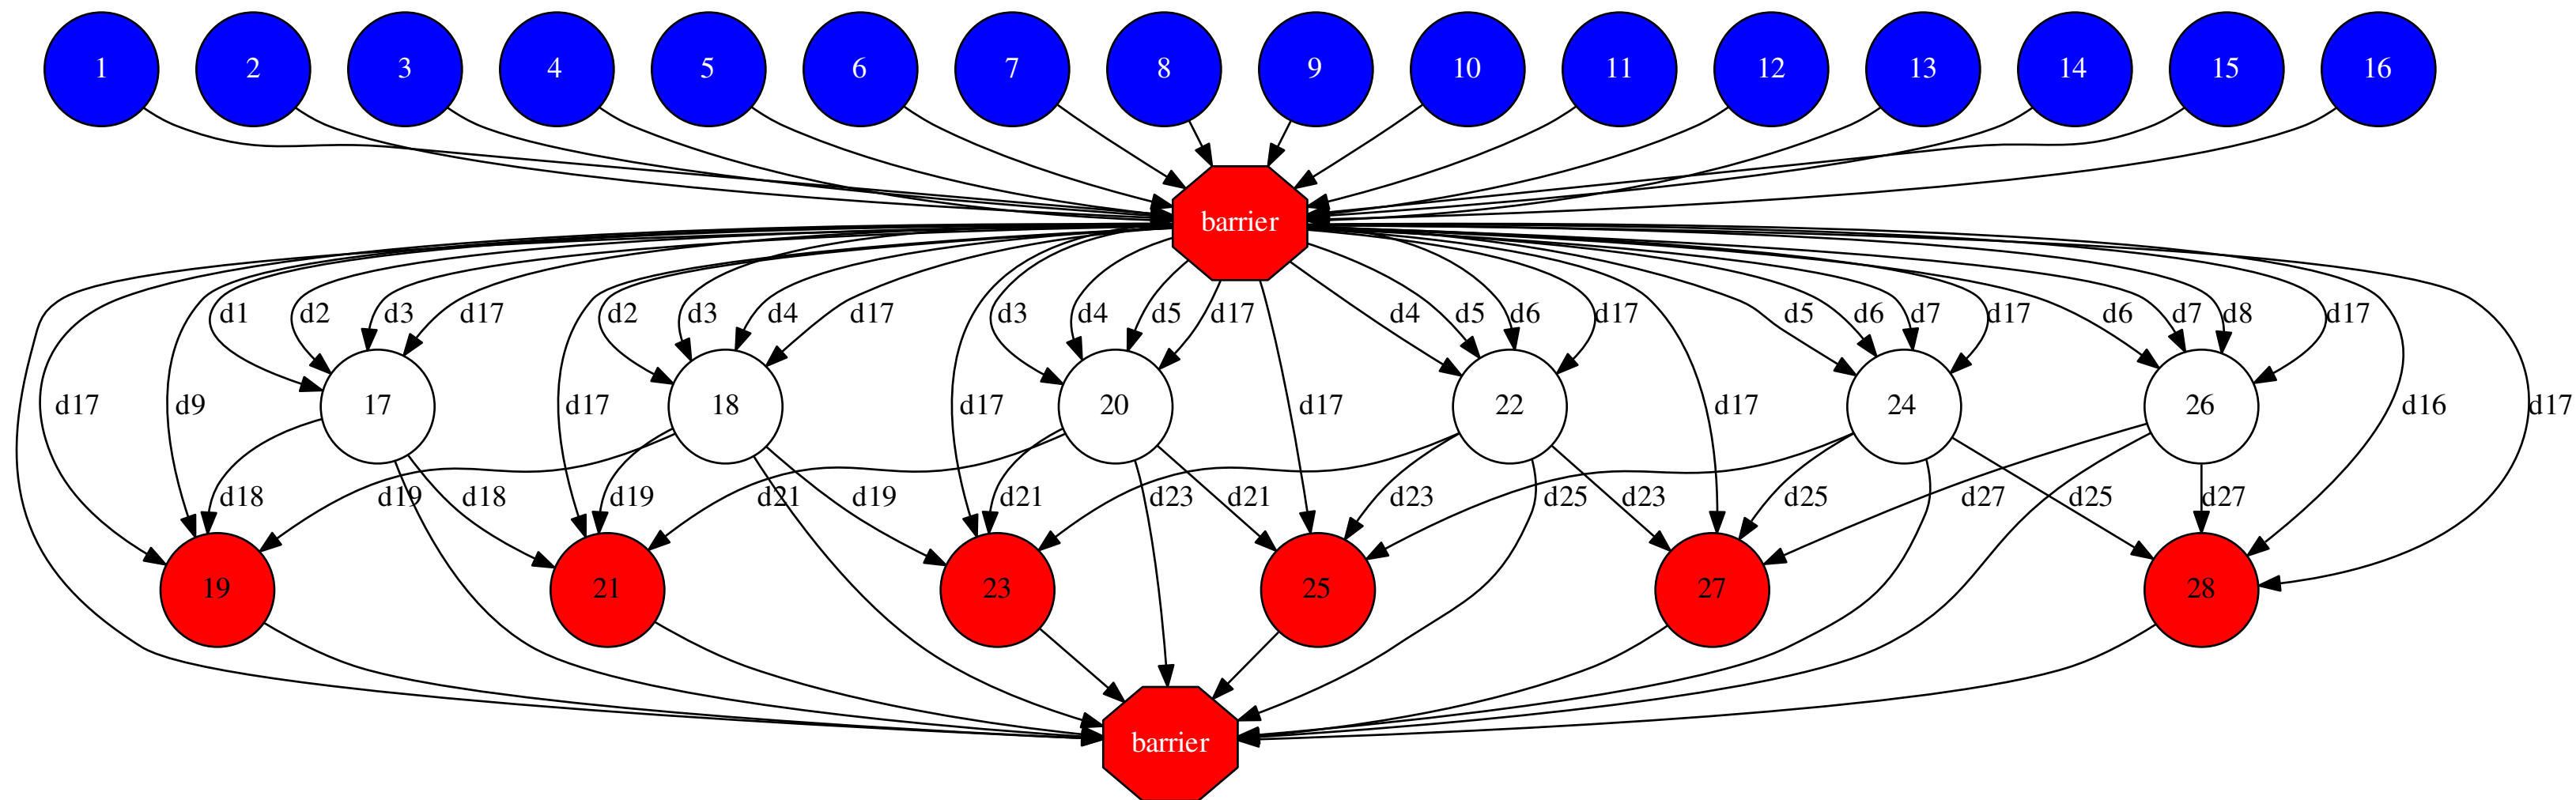 1 2 3 4 5 6 7 8 9 10 11 12 13 14 15 16
barrier
d1 d2 d3 d17 d2 d3 d4 d17 d3 d4 d5 d17 d4 d5 d6 d17 d5 d6 d7 d17 d6 d7 d8 d17
d17 d9 17 d17 18 d17 20 d17 22 d17 24 26 d16 d17
d18 d19 d18 d19 d21 d19 d21 d23 d21 d23 d25 d23 d25 d27 d25 d27
19 21 23 25 27 28
barrier